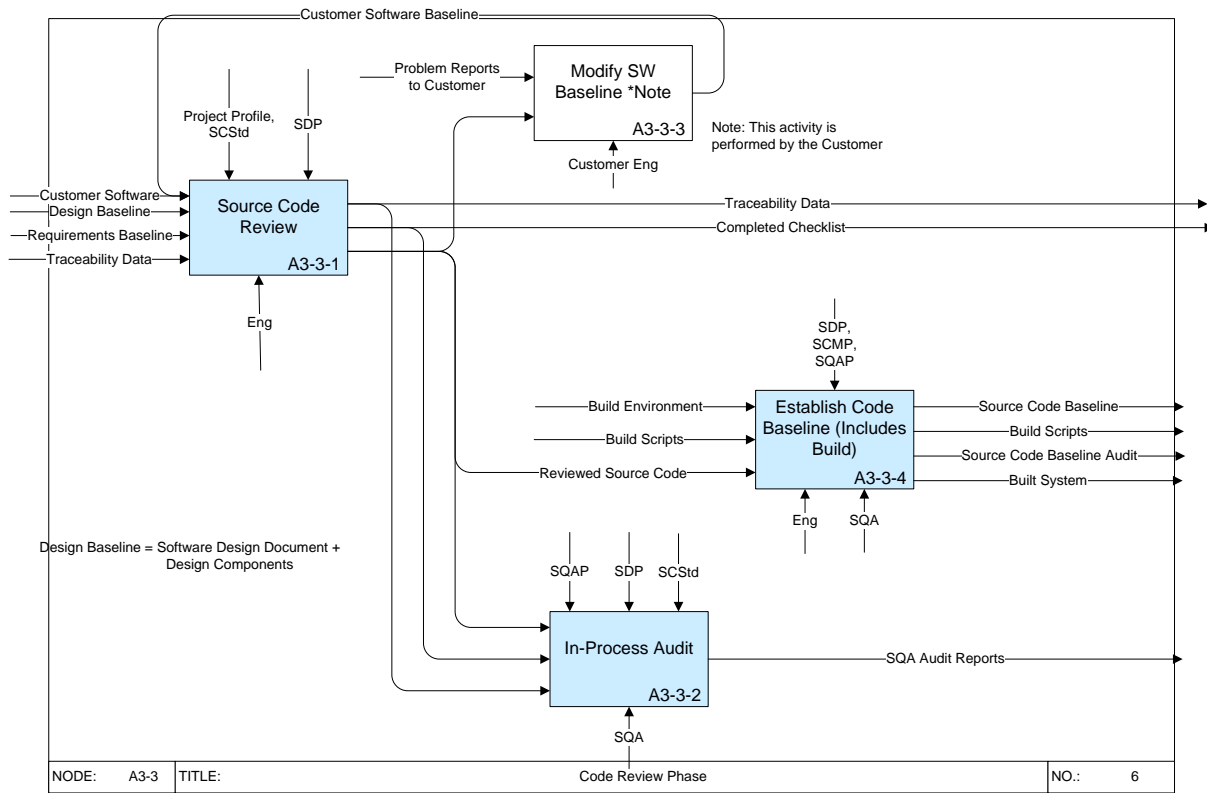 Customer Software Baseline
Problem Reports
to Customer
Modify SW
Baseline *Note
A3-3-3
Note: This activity is
performed by the Customer
Customer Eng
Project Profile,
SCStd
SDP
Customer Software
Design Baseline
Requirements Baseline
Traceability Data
Source Code
Review
A3-3-1
Traceability Data
Completed Checklist
Eng
SDP,
SCMP,
SQAP
Build Environment
Build Scripts
Reviewed Source Code
Establish Code
Baseline (Includes
Build)
A3-3-4
Source Code Baseline
Build Scripts
Source Code Baseline Audit
Built System
Eng
SQA
Design Baseline = Software Design Document +
Design Components
SQAP
SDP
SCStd
In-Process Audit
A3-3-2
SQA Audit Reports
SQA
NODE: A3-3 TITLE: Code Review Phase NO.: 6